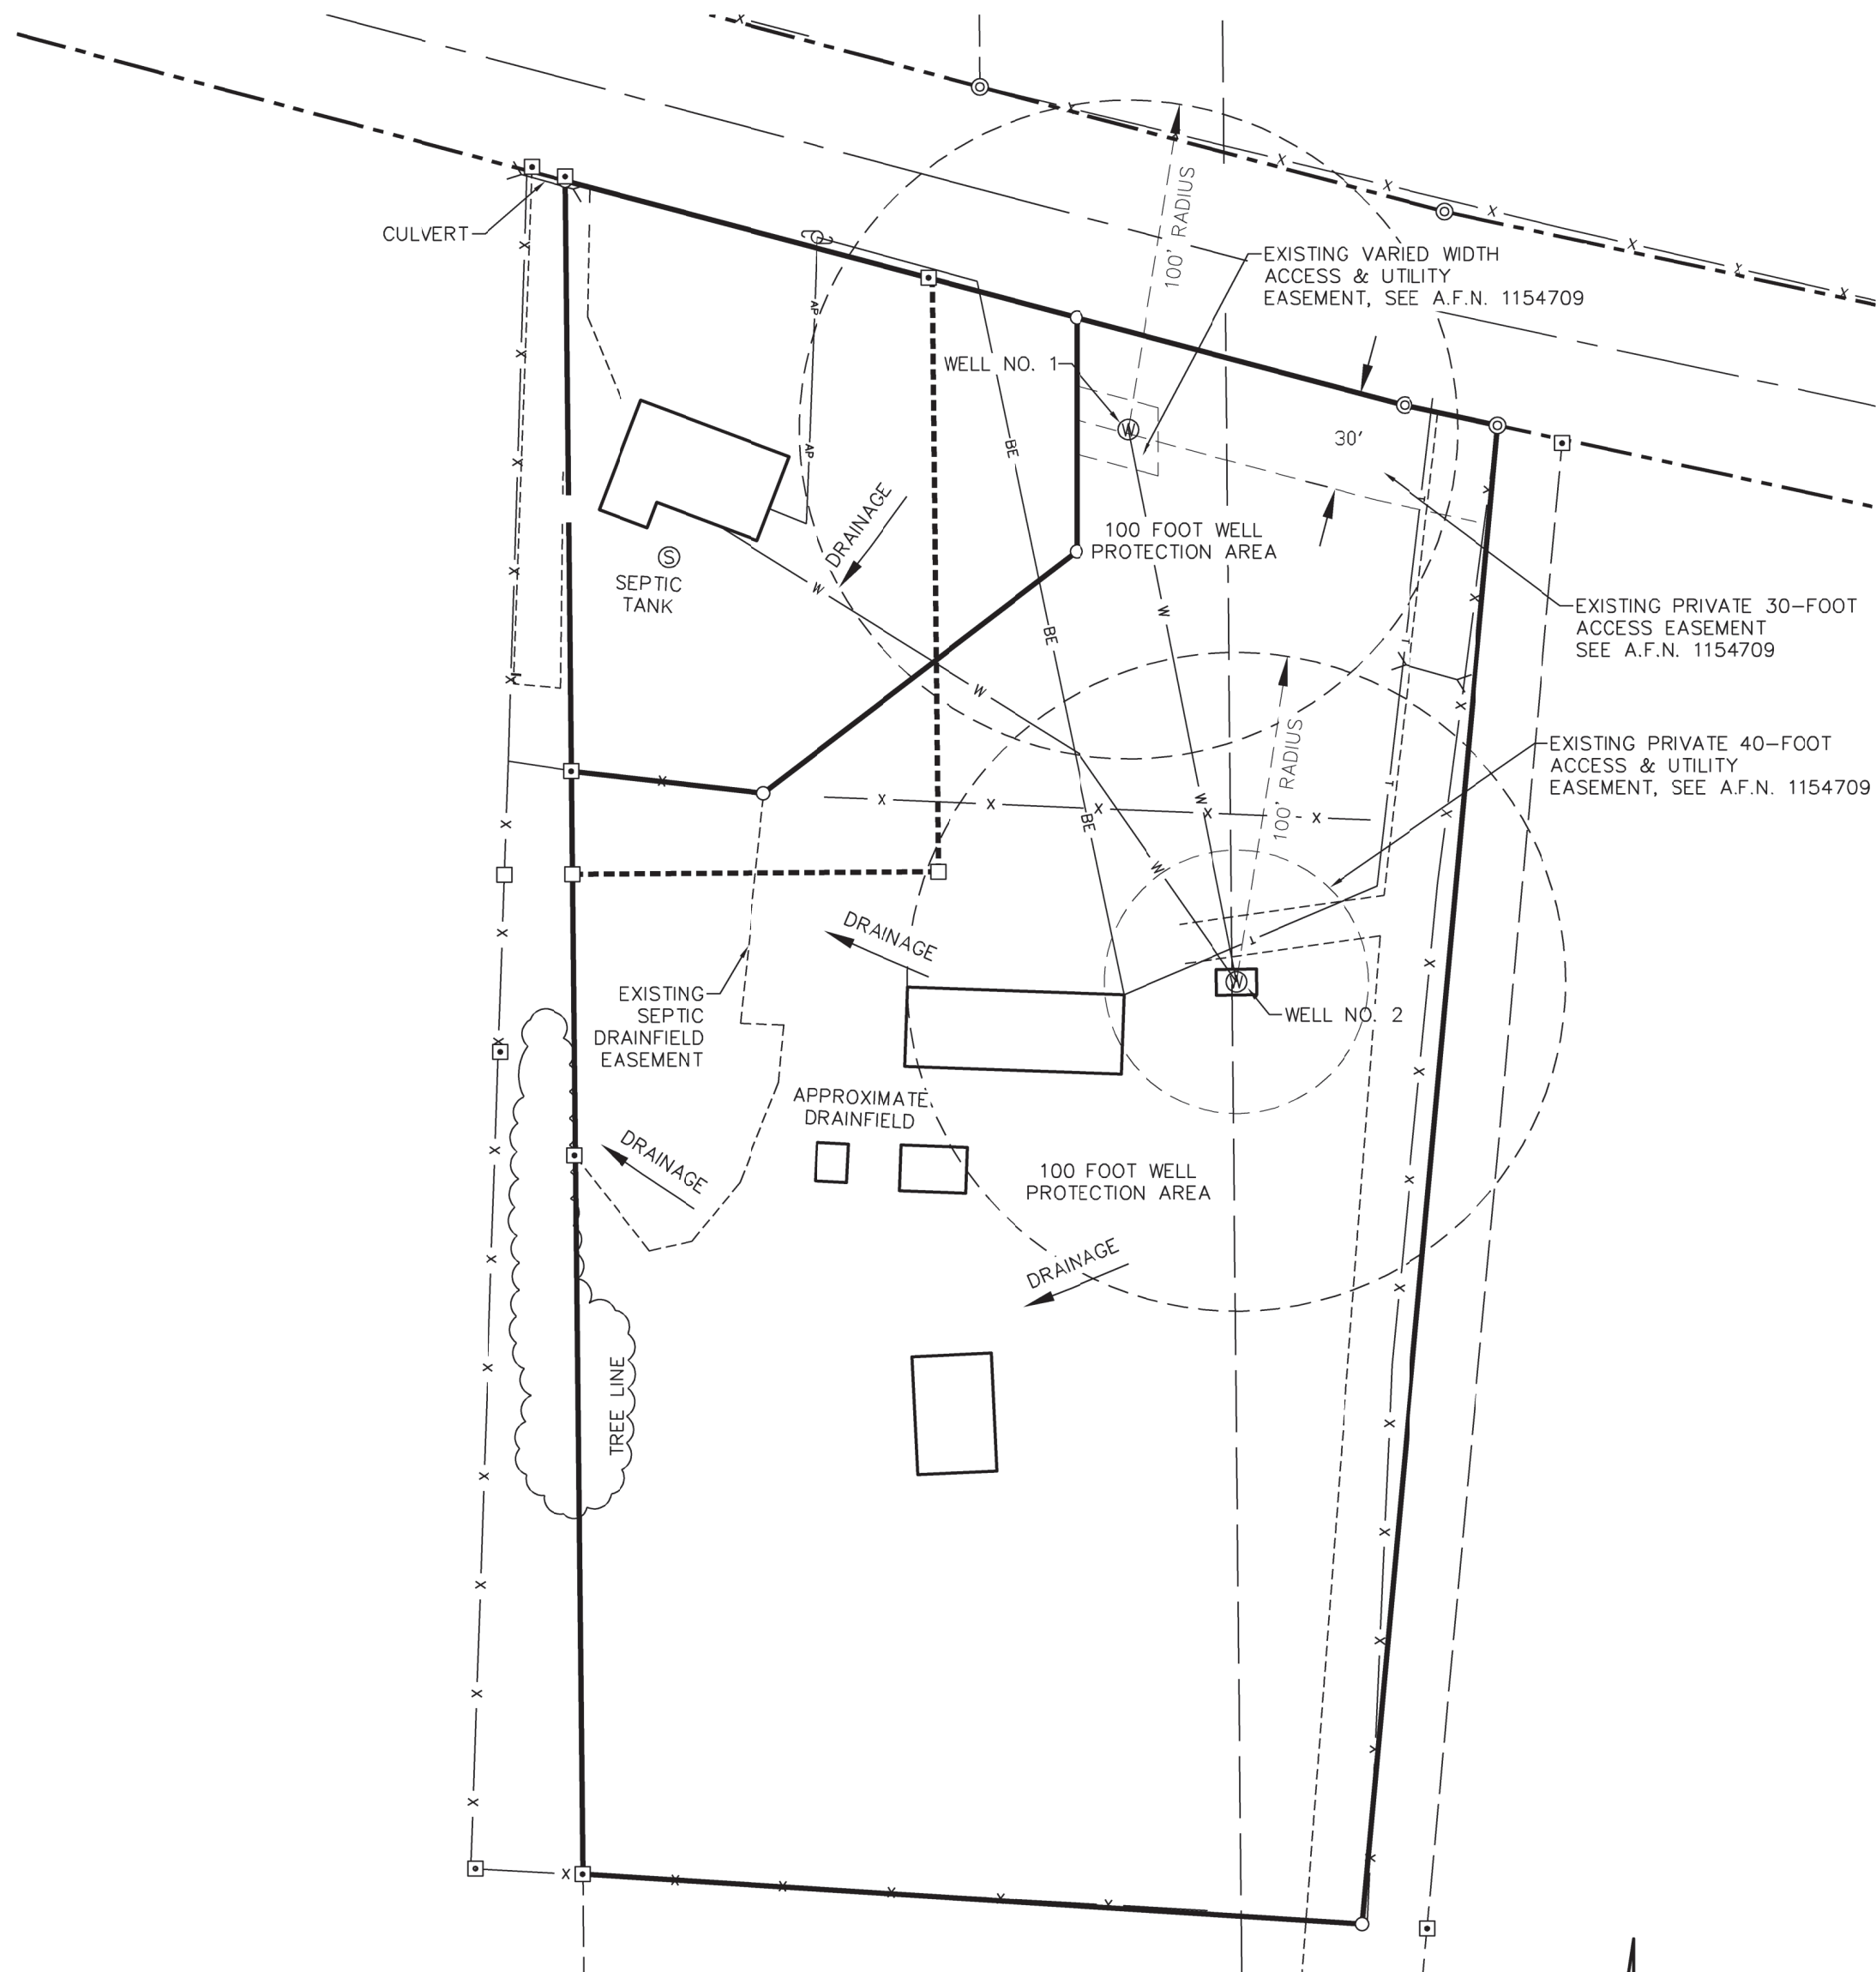 CULVERT
100' RADIUS
EXISTING VARIED WIDTH
ACCESS & UTILITY
EASEMENT, SEE A.F.N. 1154709
WELL NO. 1
AP
AP
BE
W
30'
DRAINAGE
100 FOOT WELL
PROTECTION AREA
S
SEPTIC
TANK
W
W
BE
EXISTING PRIVATE 30-FOOT
ACCESS EASEMENT
SEE A.F.N. 1154709
W
100' RADIUS
EXISTING PRIVATE 40-FOOT
ACCESS & UTILITY
EASEMENT, SEE A.F.N. 1154709
W
BE
W
DRAINAGE
W
WELL NO. 2
EXISTING
SEPTIC
DRAINFIELD
EASEMENT
APPROXIMATE
DRAINFIELD
DRAINAGE
100 FOOT WELL
PROTECTION AREA
DRAINAGE
TREE LINE